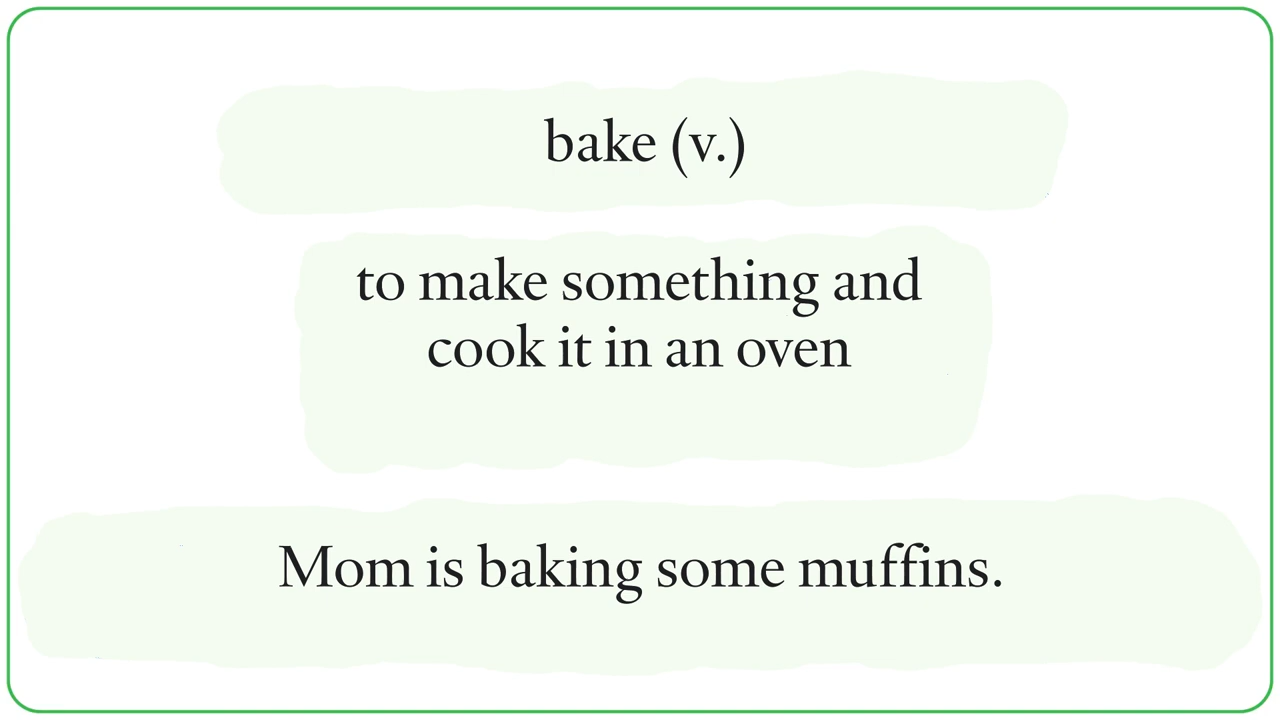 bake (v.)
to make something and
cook it in an oven
Mom is baking some muffins.